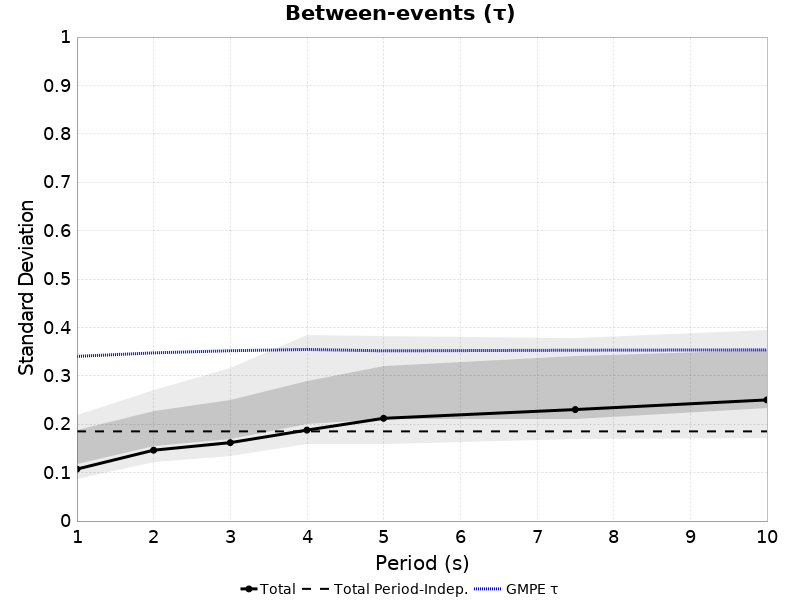 Between-events (τ)
Standard Deviation
1
0.9
0.8
0.7
0.6
0.5
0.4
0.3
0.2
0.1
0
1 2 3 4 5 6 7 8 9 10
Period (s)
Total Total Period-Indep. GMPE τ